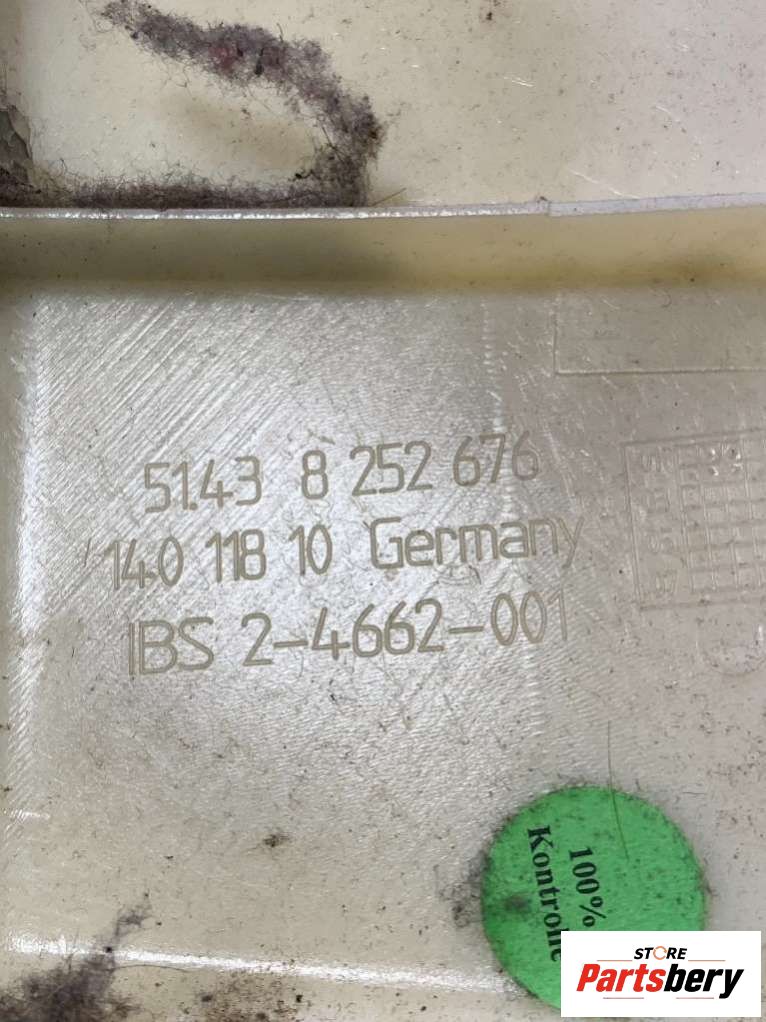 51.43 8 252 676
140 118 10 Germany
IBS 2-4662-001
100%
Kontrolle
STORE
Partsbery